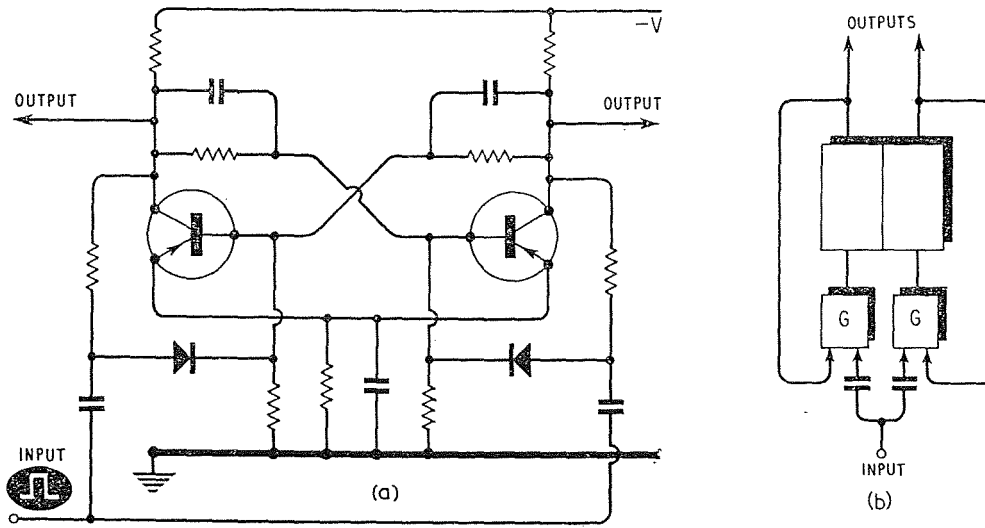 -V
OUTPUT
OUTPUT
INPUT
(a)
OUTPUTS
G
G
INPUT
(b)